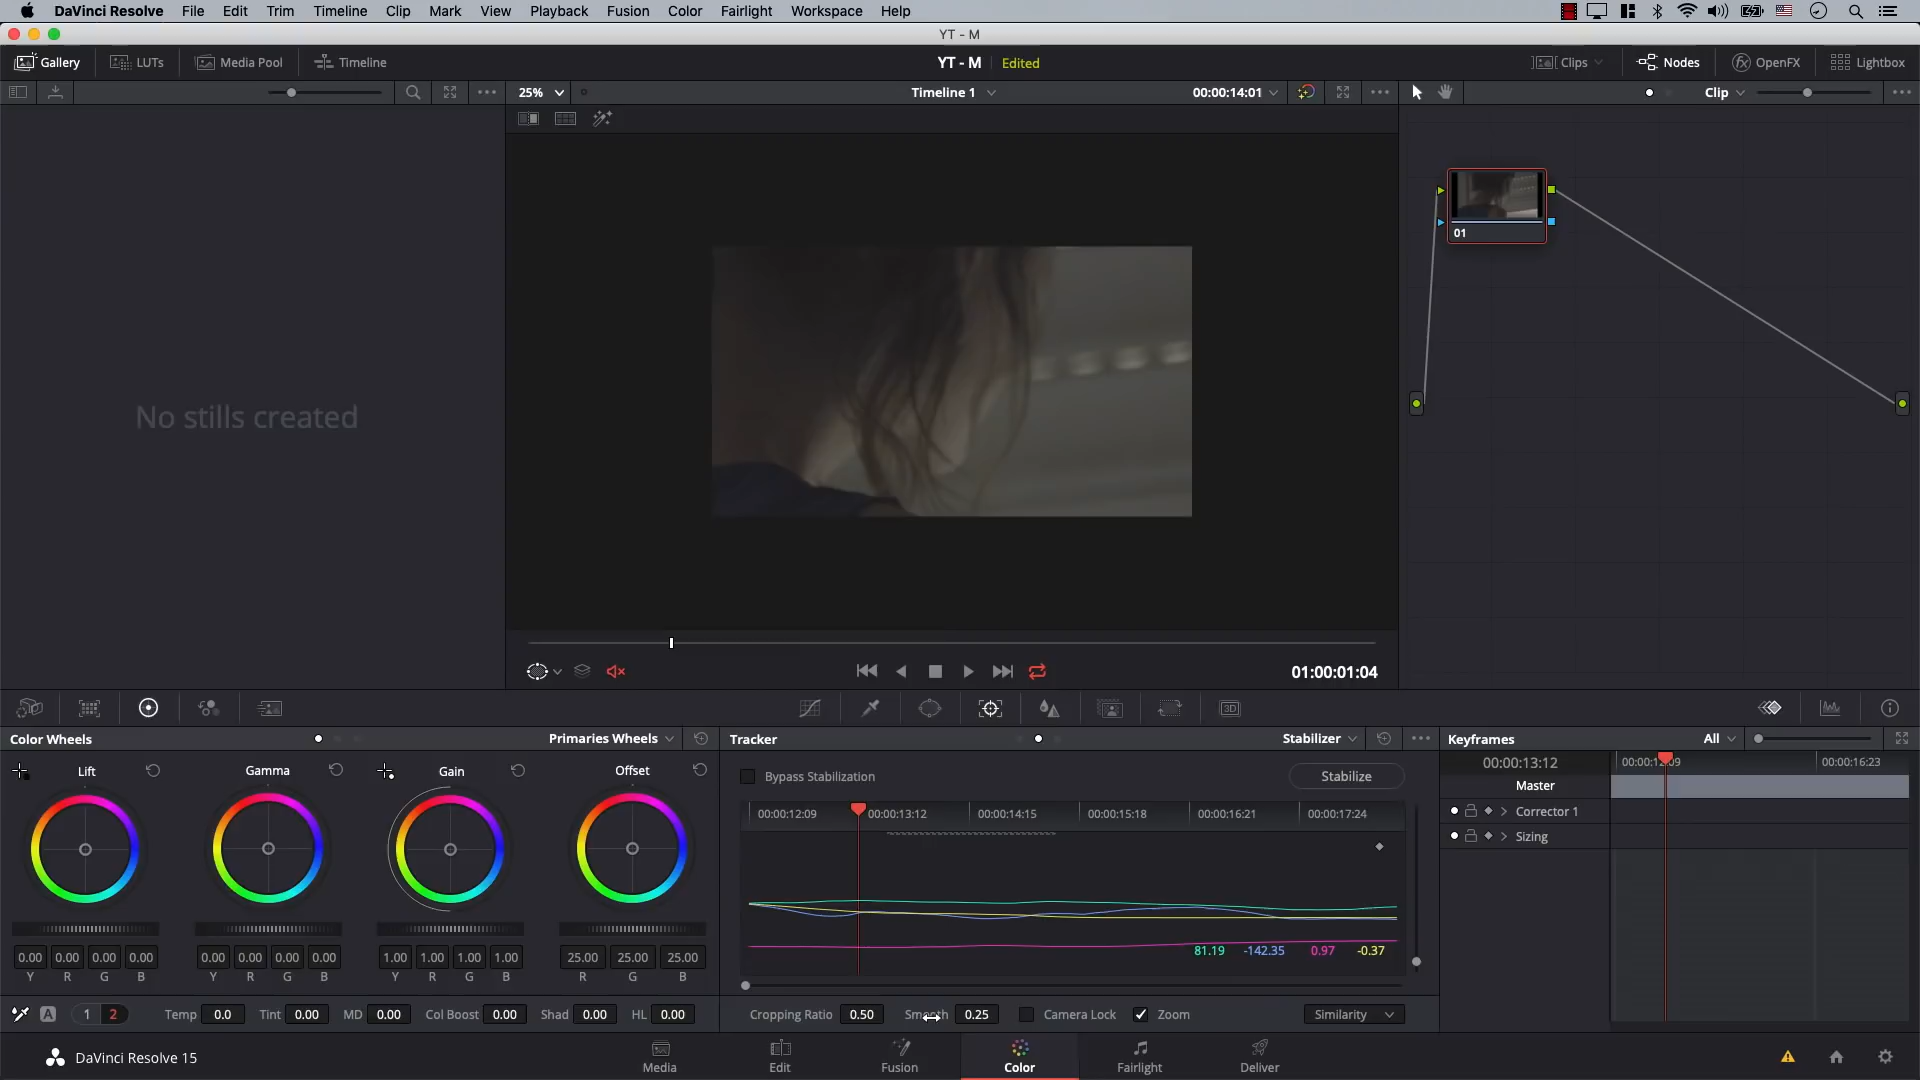 DaVinci Resolve File Edit Trim Timeline Clip Mark View Playback Fusion Color Fairlight Workspace Help
YT - M
Gallery LUTs Media Pool Timeline YT - M Edited Clips Nodes fx OpenFX Lightbox
25% Timeline 1 00:00:14:01 Clip
01
No stills created
01:00:01:04
3D
Color Wheels Primaries Wheels Tracker Stabilizer Keyframes All
Lift Gamma Gain Offset
Bypass Stabilization Stabilize
00:00:13:12 00:00:12:09 00:00:16:23
Master
00:00:12:09 00:00:13:12 00:00:14:15 00:00:15:18 00:00:16:21 00:00:17:24
Corrector 1
Sizing
81.19 -142.35 0.97 -0.37
0.00 0.00 0.00 0.00 0.00 0.00 0.00 0.00 1.00 1.00 1.00 1.00 25.00 25.00 25.00
Y R G B Y R G B Y R G B R G B
A 1 2 Temp 0.0 Tint 0.00 MD 0.00 Col Boost 0.00 Shad 0.00 HL 0.00
Cropping Ratio 0.50 Smooth 0.25 Camera Lock Zoom Similarity
DaVinci Resolve 15 Media Edit Fusion Color Fairlight Deliver